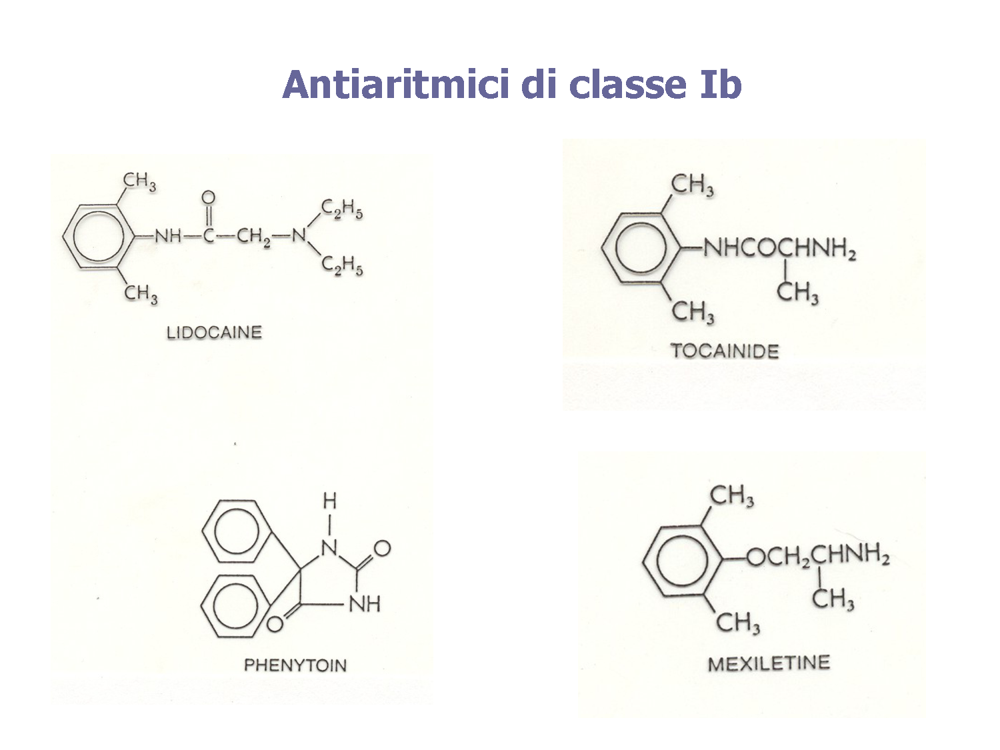 Antiaritmici di classe Ib
CH3
O
C2H5
NH—C—CH2—N
C2H5
CH3
LIDOCAINE
CH3
NHCOCHNH2
CH3
CH3
TOCAINIDE
H
N
O
NH
O
PHENYTOIN
CH3
OCH2CHNH2
CH3
CH3
MEXILETINE